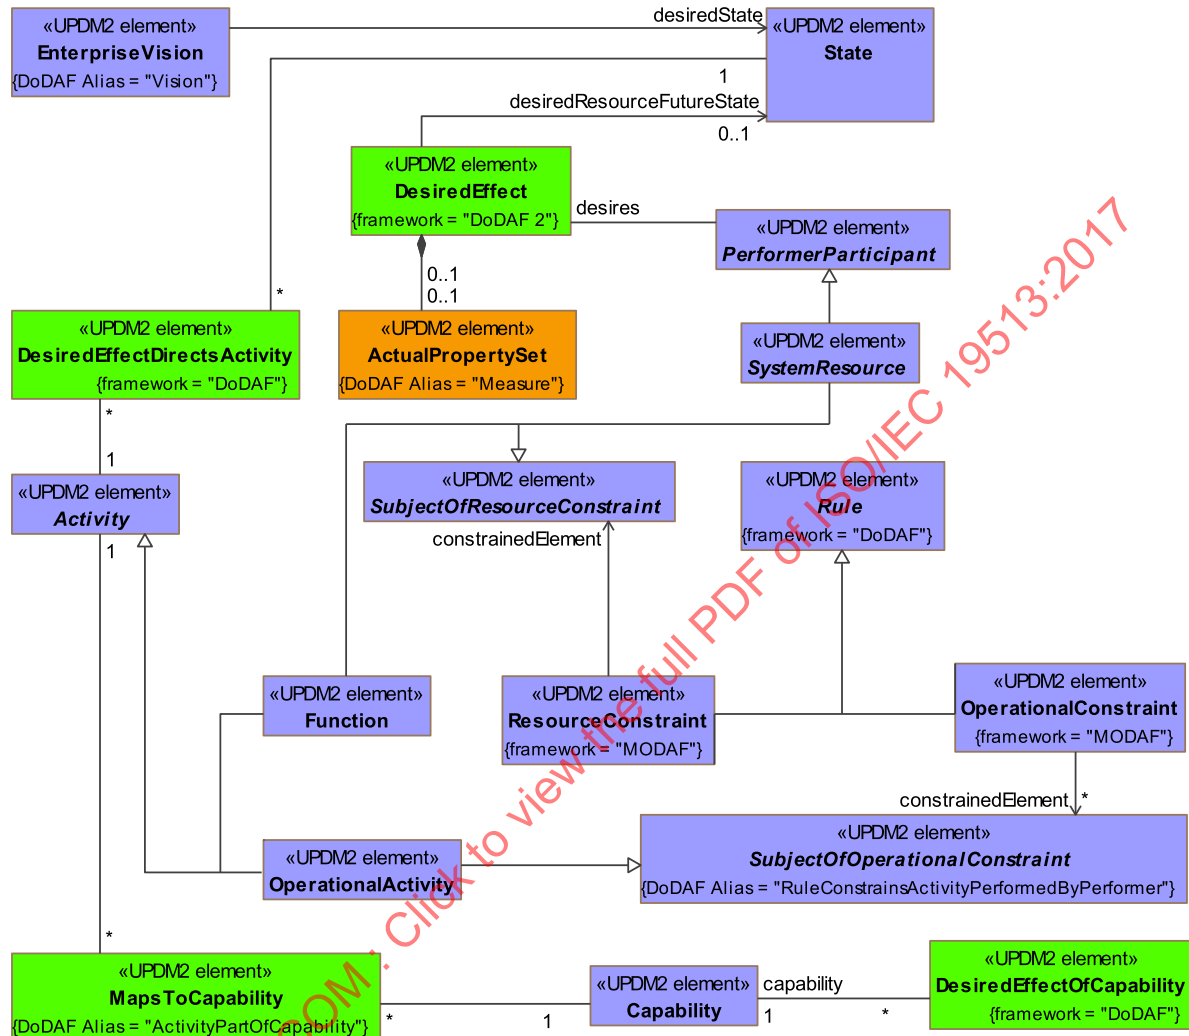 «UPDM2 element»
EnterpriseVision
{DoDAF Alias = "Vision"}
desiredState
«UPDM2 element»
State
1
desiredResourceFutureState
0..1
«UPDM2 element»
DesiredEffect
{framework = "DoDAF 2"}
desires
«UPDM2 element»
PerformerParticipant
0..1
0..1
*
«UPDM2 element»
DesiredEffectDirectsActivity
{framework = "DoDAF"}
«UPDM2 element»
ActualPropertySet
{DoDAF Alias = "Measure"}
«UPDM2 element»
SystemResource
*
1
«UPDM2 element»
Activity
1
«UPDM2 element»
SubjectOfResourceConstraint
constrainedElement
«UPDM2 element»
Rule
{framework = "DoDAF"}
«UPDM2 element»
Function
«UPDM2 element»
ResourceConstraint
{framework = "MODAF"}
«UPDM2 element»
OperationalConstraint
{framework = "MODAF"}
constrainedElement
*
«UPDM2 element»
OperationalActivity
«UPDM2 element»
SubjectOfOperationalConstraint
{DoDAF Alias = "RuleConstrainsActivityPerformedByPerformer"}
*
«UPDM2 element»
MapsToCapability
{DoDAF Alias = "ActivityPartOfCapability"}
*
1
«UPDM2 element»
Capability
capability
1
*
«UPDM2 element»
DesiredEffectOfCapability
{framework = "DoDAF"}
COM : Click to view the full PDF of ISO/IEC 19513:2017